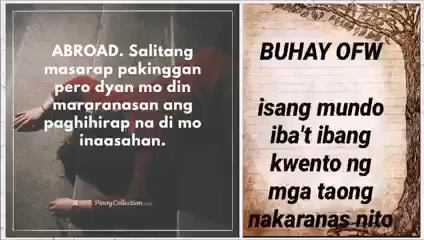 ABROAD. Salitang
masarap pakinggan
pero dyan mo din
mararanasan ang
paghihirap na di mo
inaasahan.
PinoyCollection.com
BUHAY OFW
isang mundo
iba't ibang
kwento ng
mga taong
nakaranas nito